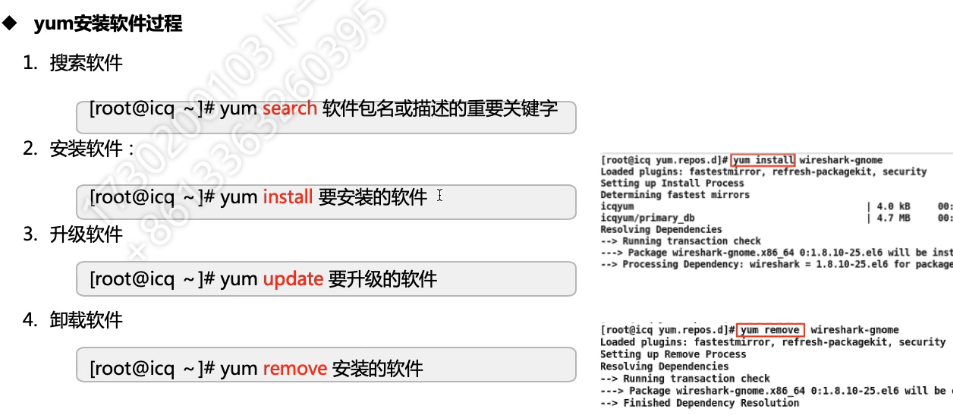 ◆ yum安装软件过程
1. 搜索软件
[root@icq ~]# yum search 软件包名或描述的重要关键字
2. 安装软件：
[root@icq ~]# yum install 要安装的软件
3. 升级软件
[root@icq ~]# yum update 要升级的软件
4. 卸载软件
[root@icq ~]# yum remove 安装的软件
[root@icq yum.repos.d]# yum install wireshark-gnome
Loaded plugins: fastestmirror, refresh-packagekit, security
Setting up Install Process
Determining fastest mirrors
icqyum | 4.0 kB 00:
icqyum/primary_db | 4.7 MB 00:
Resolving Dependencies
--> Running transaction check
---> Package wireshark-gnome.x86_64 0:1.8.10-25.el6 will be inst
--> Processing Dependency: wireshark = 1.8.10-25.el6 for package
[root@icq yum.repos.d]# yum remove wireshark-gnome
Loaded plugins: fastestmirror, refresh-packagekit, security
Setting up Remove Process
Resolving Dependencies
--> Running transaction check
---> Package wireshark-gnome.x86_64 0:1.8.10-25.el6 will be
--> Finished Dependency Resolution